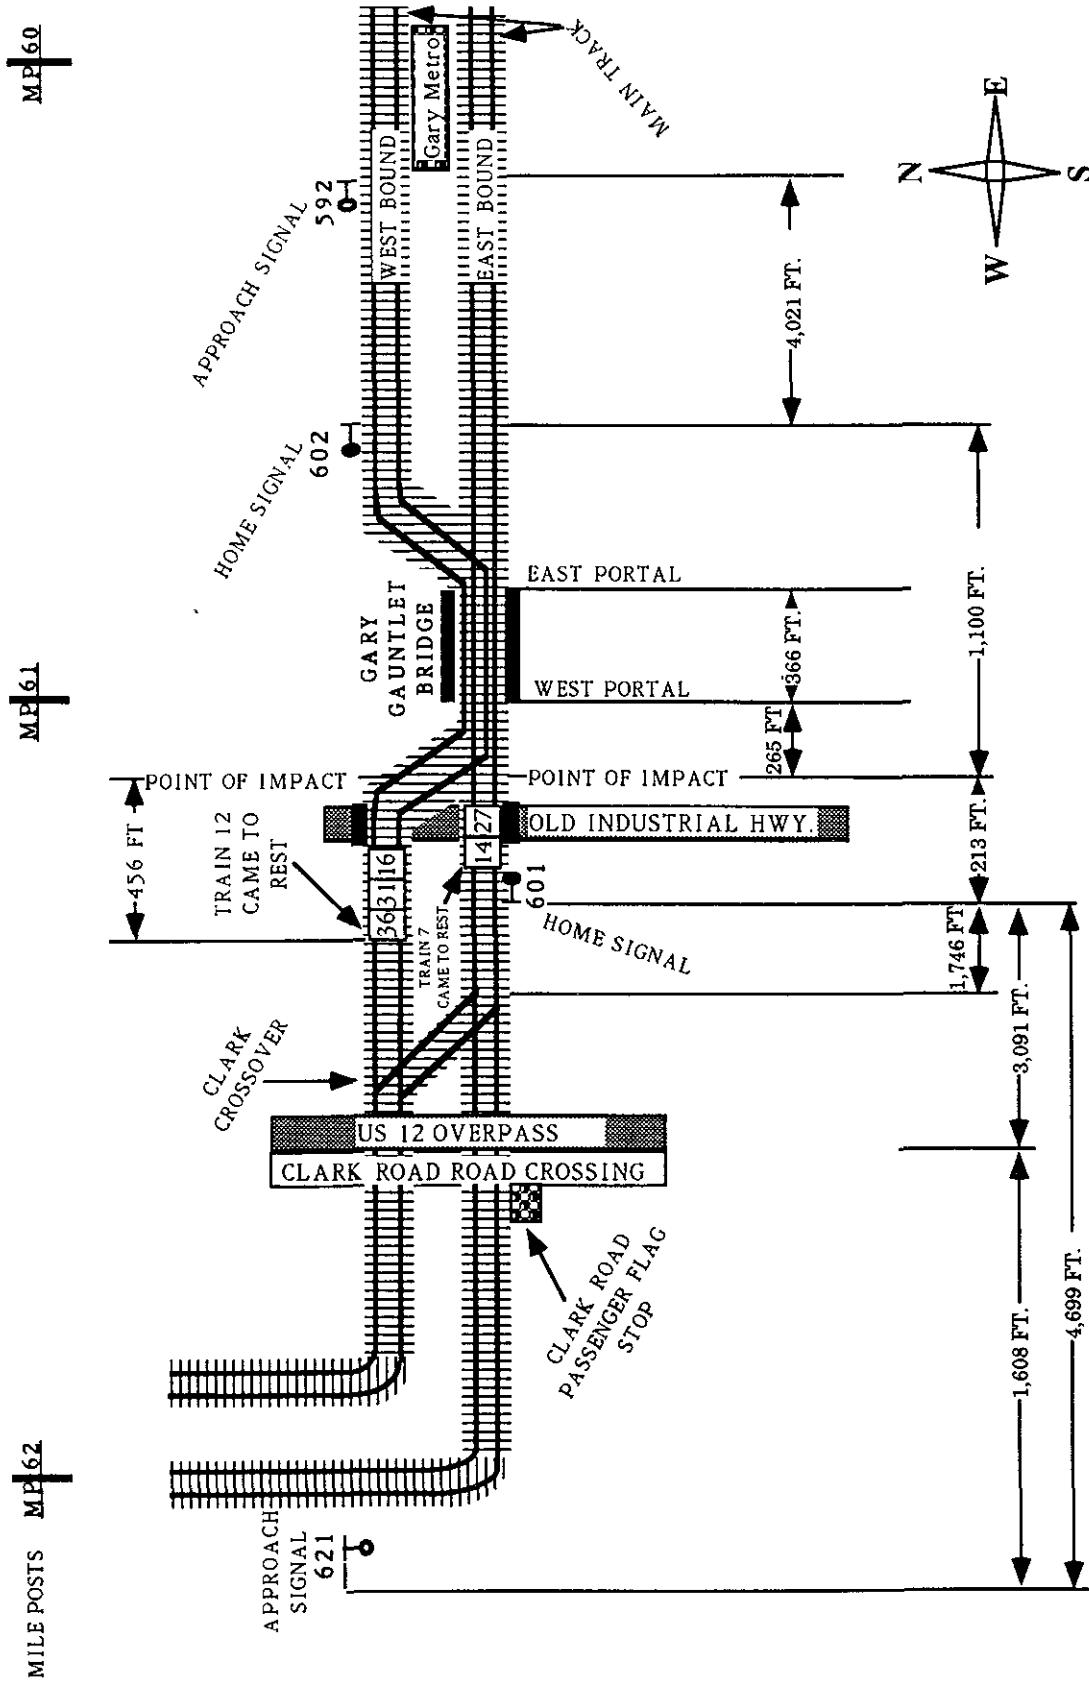 MP 60
MP 61
MP 62
MILE POSTS
MAIN TRACK
Gary Metro
WEST BOUND
EAST BOUND
APPROACH SIGNAL
592
HOME SIGNAL
602
N
E
S
W
4,021 FT.
GARY
GAUNTLET
BRIDGE
EAST PORTAL
WEST PORTAL
366 FT.
265 FT
1,100 FT.
POINT OF IMPACT
POINT OF IMPACT
456 FT
TRAIN 12
CAME TO
REST
OLD INDUSTRIAL HWY.
213 FT.
36 31 16
14 27
TRAIN 7
CAME TO REST
601
HOME SIGNAL
1,746 FT
3,091 FT.
4,699 FT.
1,608 FT.
CLARK
CROSSOVER
US 12 OVERPASS
CLARK ROAD ROAD CROSSING
CLARK ROAD
PASSENGER FLAG
STOP
APPROACH
SIGNAL
621